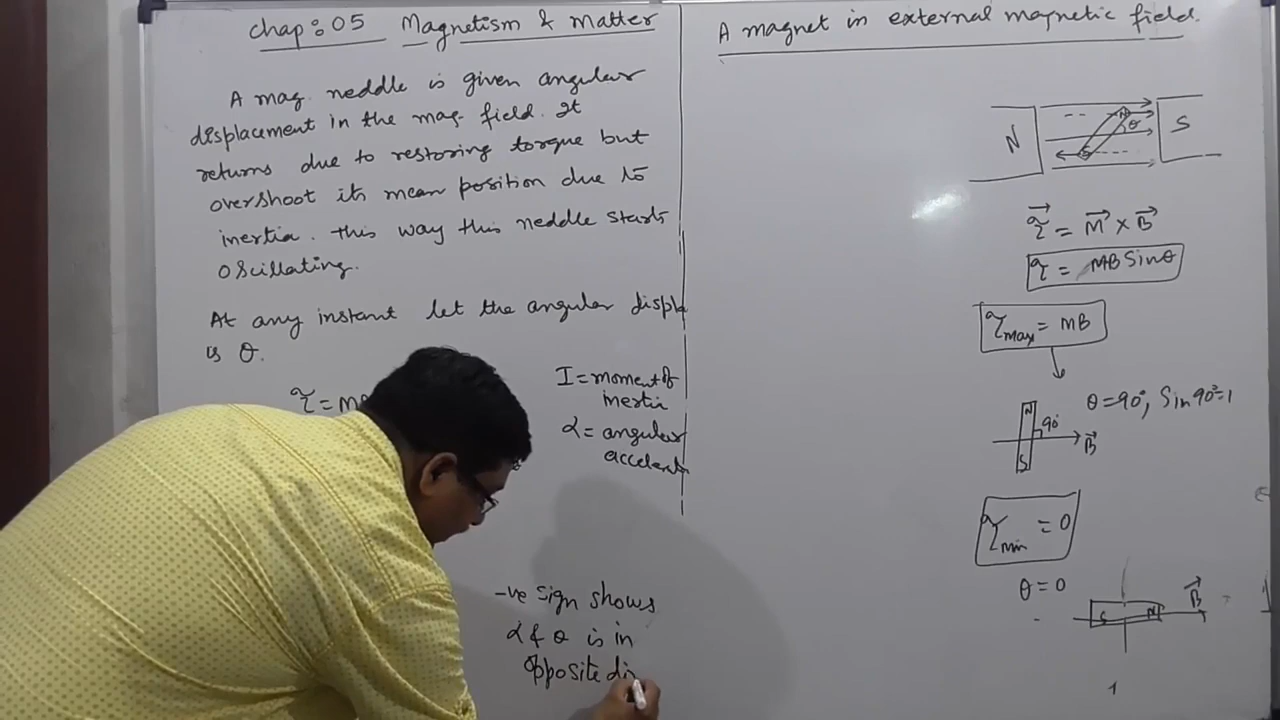 chap: 05 Magnetism & Matter
A mag. neddle is given angular
displacement in the mag. field. It
returns due to restoring torque but
overshoot its mean position due to
inertia. this way this neddle starts
oscillating.
At any instant let the angular displa
is θ.
τ = m
I = moment of
inertia
α = angular
accelerat
-ve sign shows
α & θ is in
opposite di
A magnet in external magnetic field.
N
N
θ
S
S
τ⃗ = M⃗ × B⃗
τ = MB Sinθ
τmax = MB
θ = 90°, Sin90° = 1
N
90°
B⃗
S
τmin = 0
θ = 0
S N B⃗